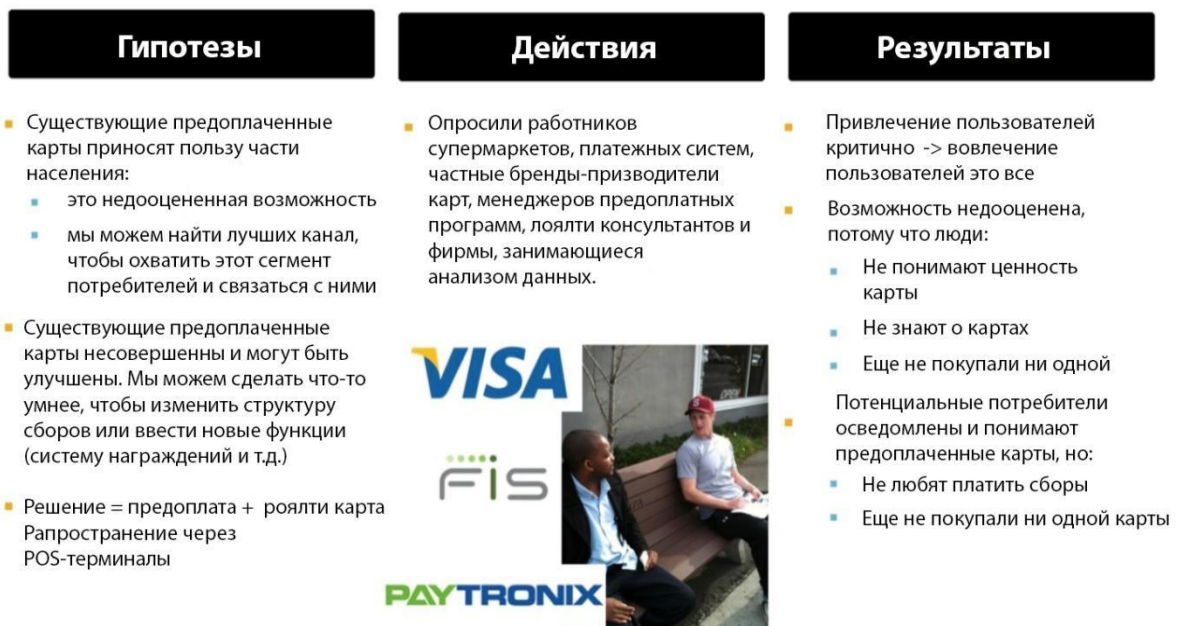 Гипотезы
Существующие предоплаченные
карты приносят пользу части
населения:
это недооцененная возможность
мы можем найти лучших канал,
чтобы охватить этот сегмент
потребителей и связаться с ними
Существующие предоплаченные
карты несовершенны и могут быть
улучшены. Мы можем сделать что-то
умнее, чтобы изменить структуру
сборов или ввести новые функции
(систему награждений и т.д.)
Решение = предоплата + роялти карта
Рапространение через
POS-терминалы
Действия
Опросили работников
супермаркетов, платежных систем,
частные бренды-призводители
карт, менеджеров предоплатных
программ, лоялти консультантов и
фирмы, занимающиеся
анализом данных.
VISA
FIS
PAYTRONIX
OPEN
Результаты
Привлечение пользователей
критично -> вовлечение
пользователей это все
Возможность недооценена,
потому что люди:
Не понимают ценность
карты
Не знают о картах
Еще не покупали ни одной
Потенциальные потребители
осведомлены и понимают
предоплаченные карты, но:
Не любят платить сборы
Еще не покупали ни одной карты